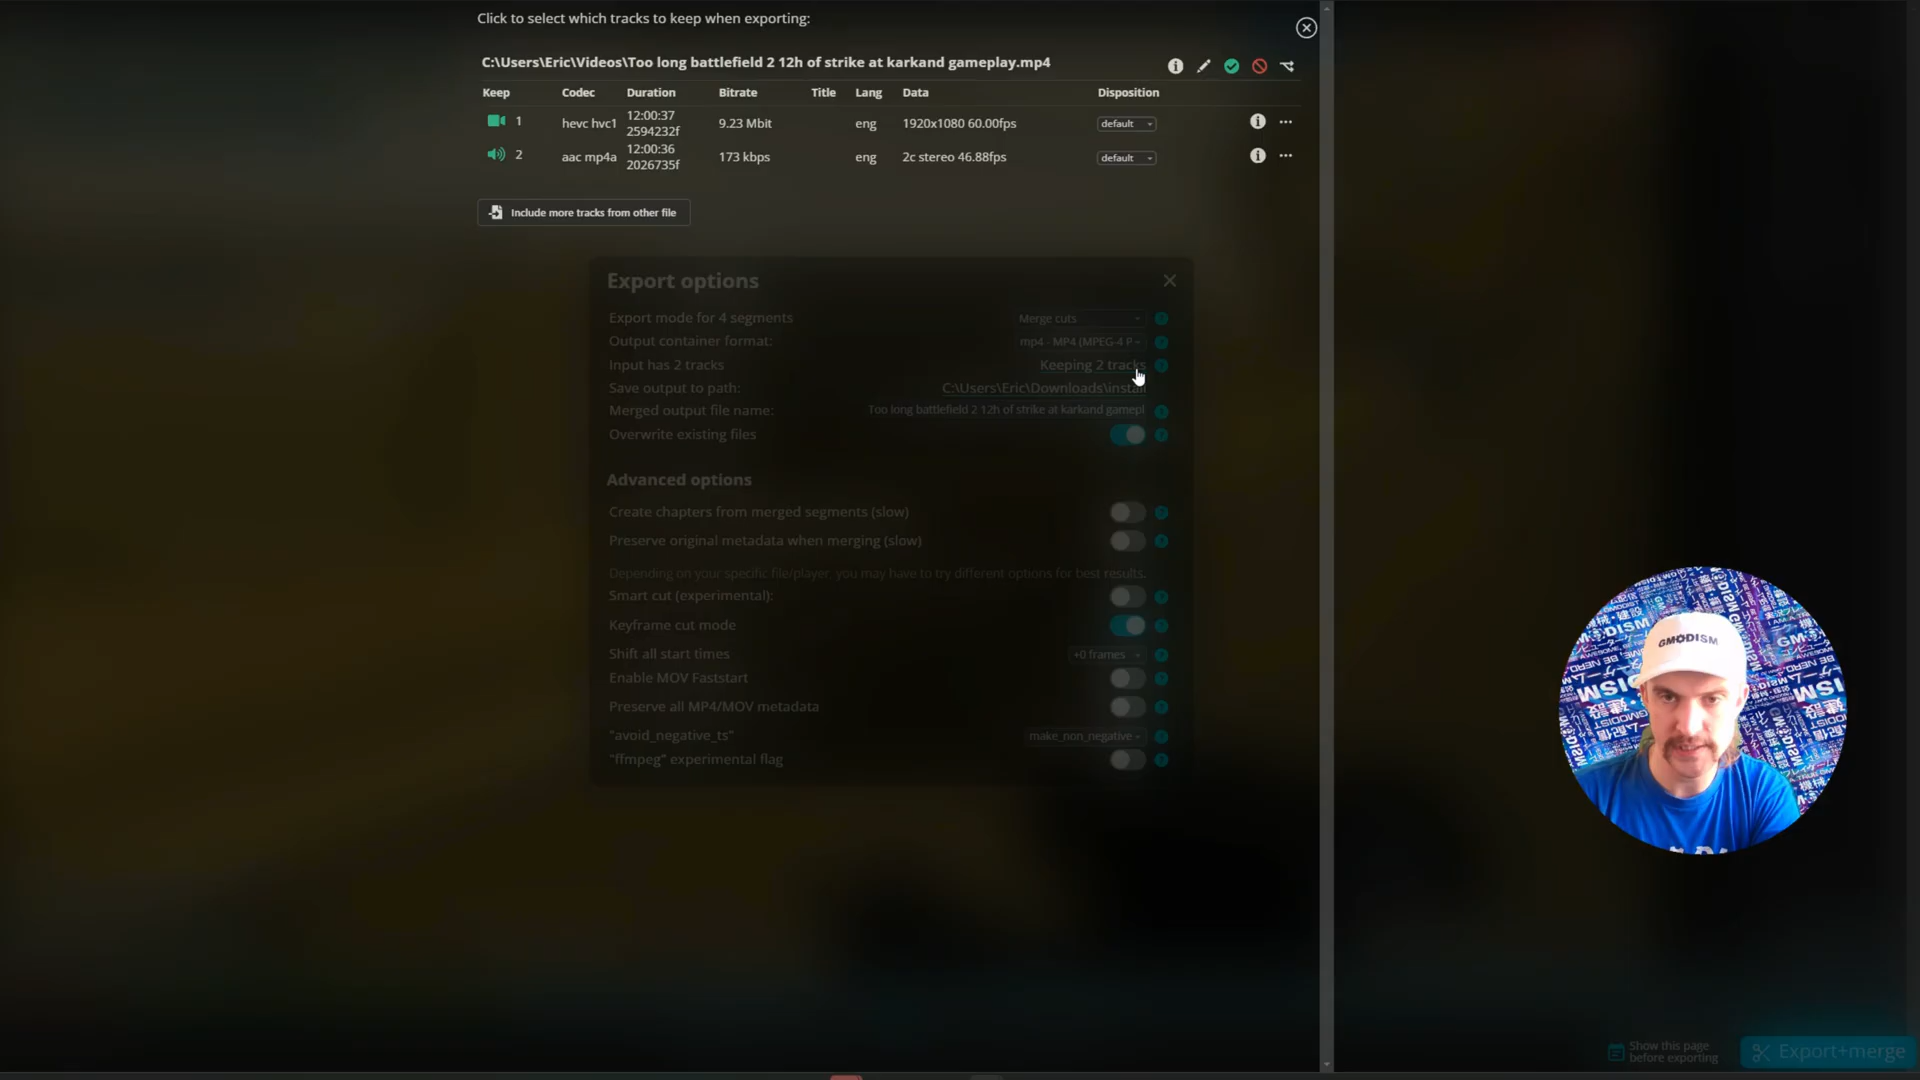 Click to select which tracks to keep when exporting:
C:\Users\Eric\Videos\Too long battlefield 2 12h of strike at karkand gameplay.mp4
Keep Codec Duration Bitrate Title Lang Data Disposition
1 hevc hvc1 12:00:37 2594232f 9.23 Mbit eng 1920x1080 60.00fps default
2 aac mp4a 12:00:36 2026735f 173 kbps eng 2c stereo 46.88fps default
Include more tracks from other file
Export options
Export mode for 4 segments Merge cuts
Output container format: mp4 - MP4 (MPEG-4 P
Input has 2 tracks Keeping 2 tracks
Save output to path: C:\Users\Eric\Downloads\install
Merged output file name: Too long battlefield 2 12h of strike at karkand gamepl
Overwrite existing files
Advanced options
Create chapters from merged segments (slow)
Preserve original metadata when merging (slow)
Depending on your specific file/player, you may have to try different options for best results.
Smart cut (experimental):
Keyframe cut mode
Shift all start times +0 frames
Enable MOV Faststart
Preserve all MP4/MOV metadata
"avoid_negative_ts" make_non_negative
"ffmpeg" experimental flag
GMODISM
Show this page
before exporting
Export+merge